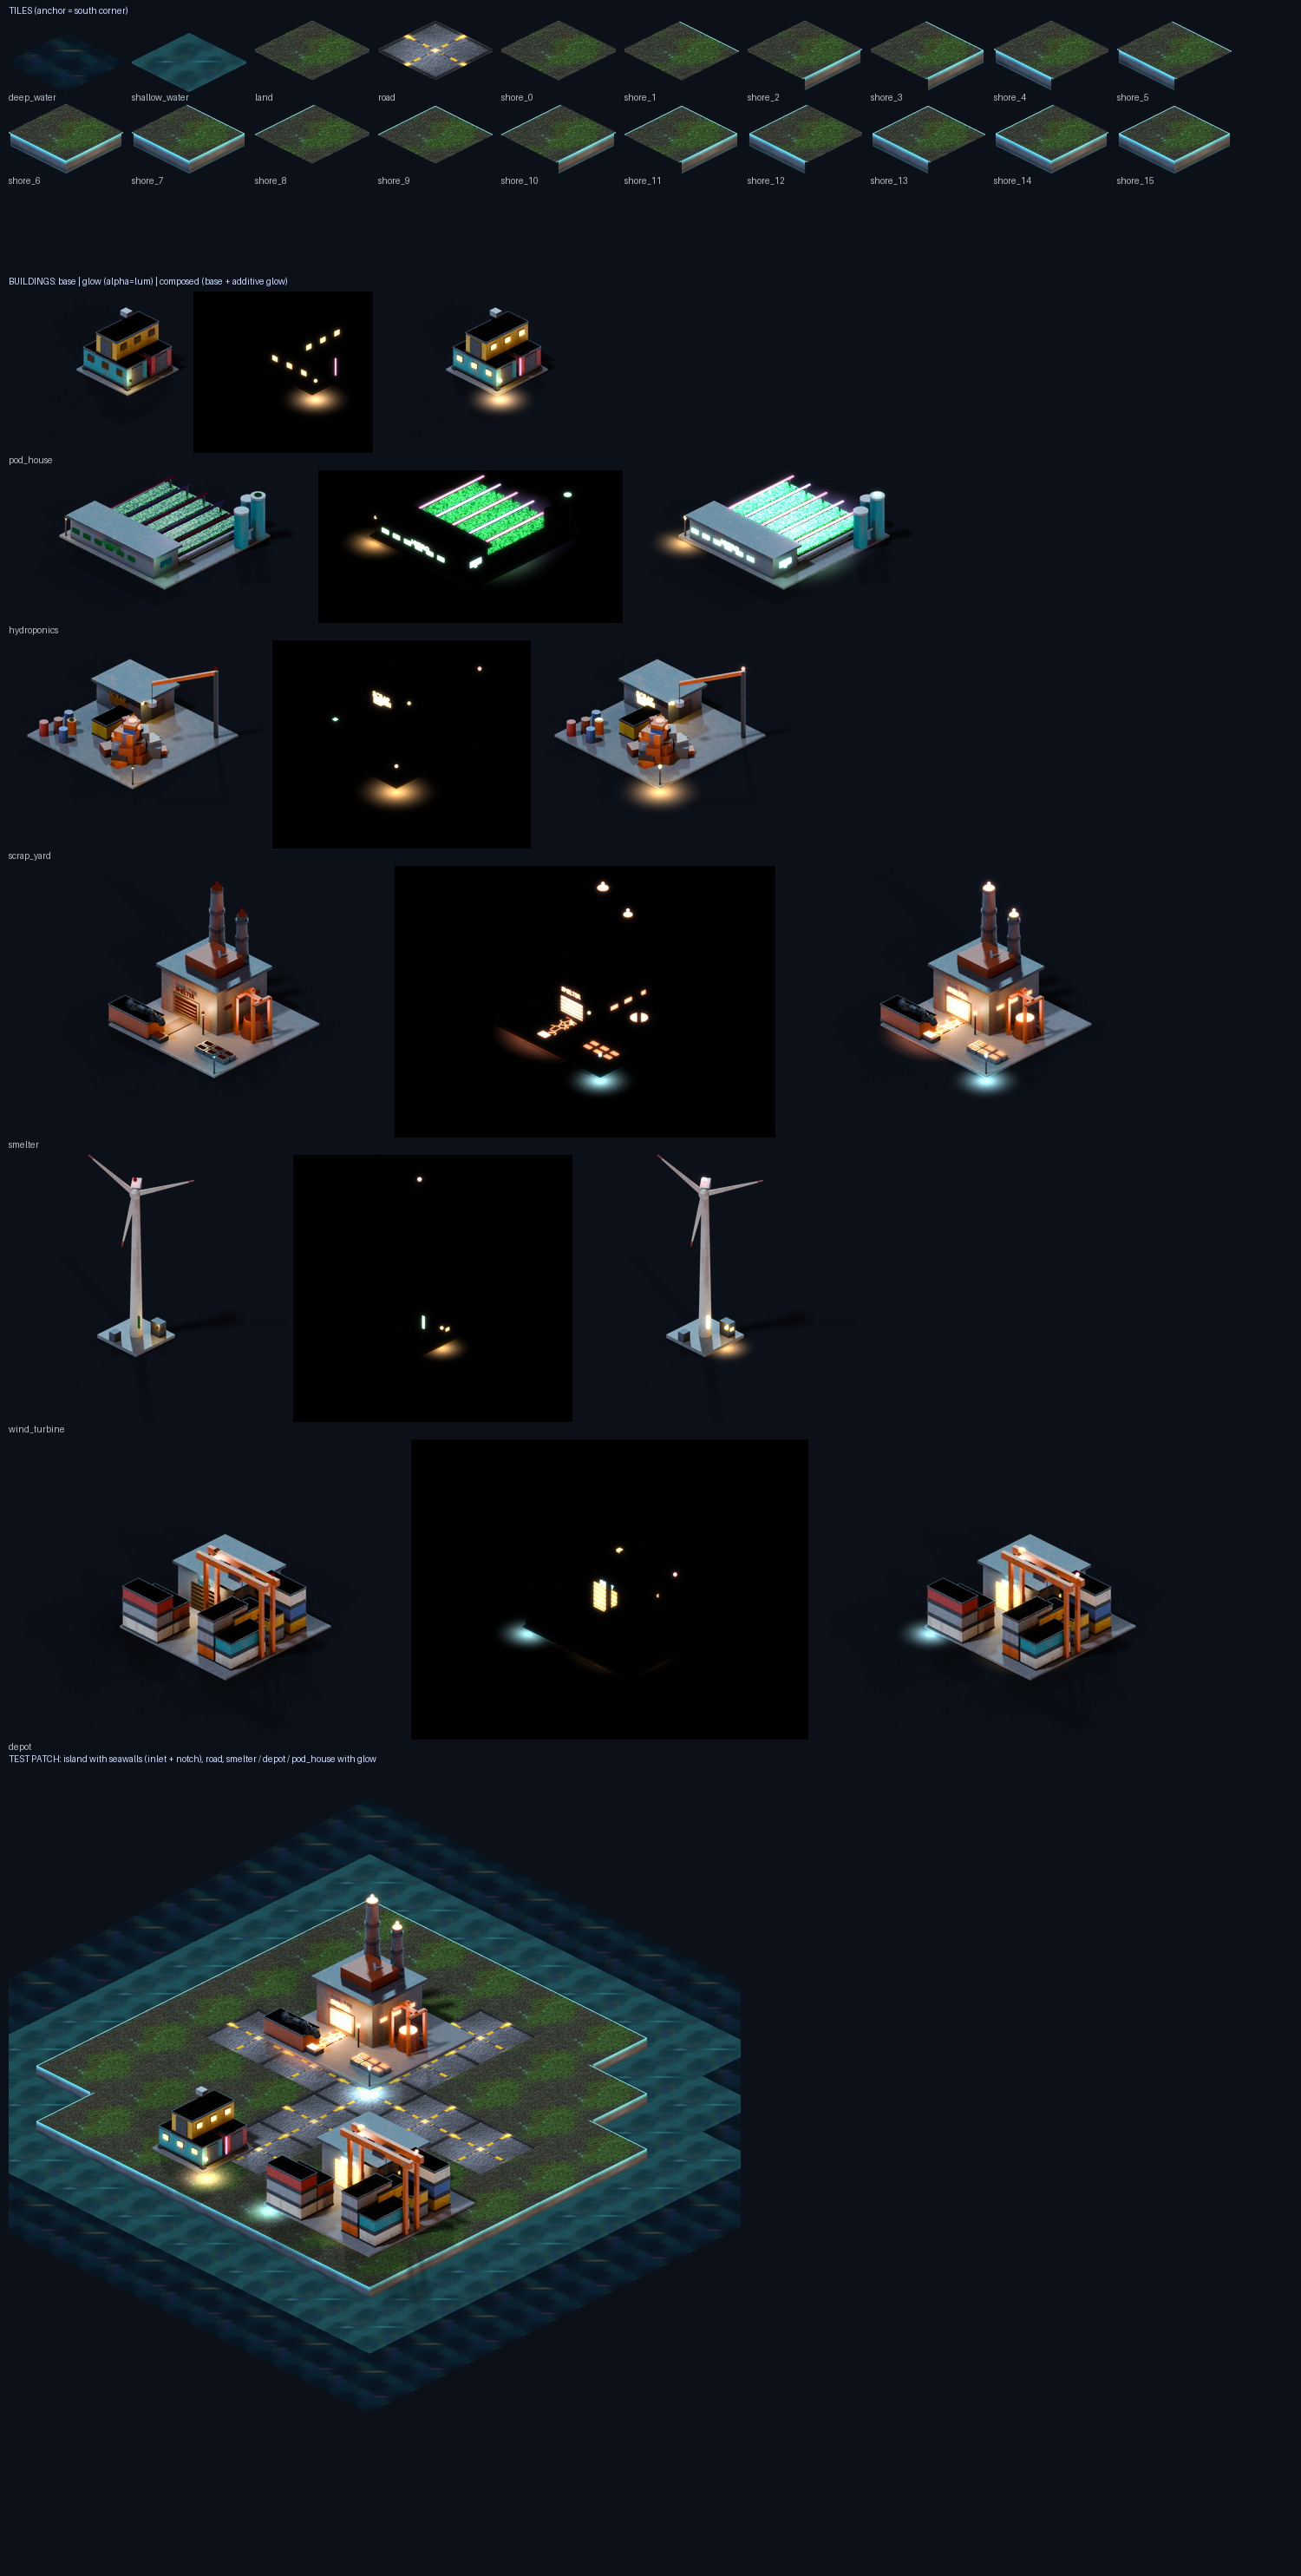 TILES (anchor = south corner)
deep_water shallow_water land road shore_0 shore_1 shore_2 shore_3 shore_4 shore_5
shore_6 shore_7 shore_8 shore_9 shore_10 shore_11 shore_12 shore_13 shore_14 shore_15
BUILDINGS: base | glow (alpha=lum) | composed (base + additive glow)
pod_house
hydroponics
scrap_yard
SMELTER
smelter
wind_turbine
depot
TEST PATCH: island with seawalls (inlet + notch), road, smelter / depot / pod_house with glow